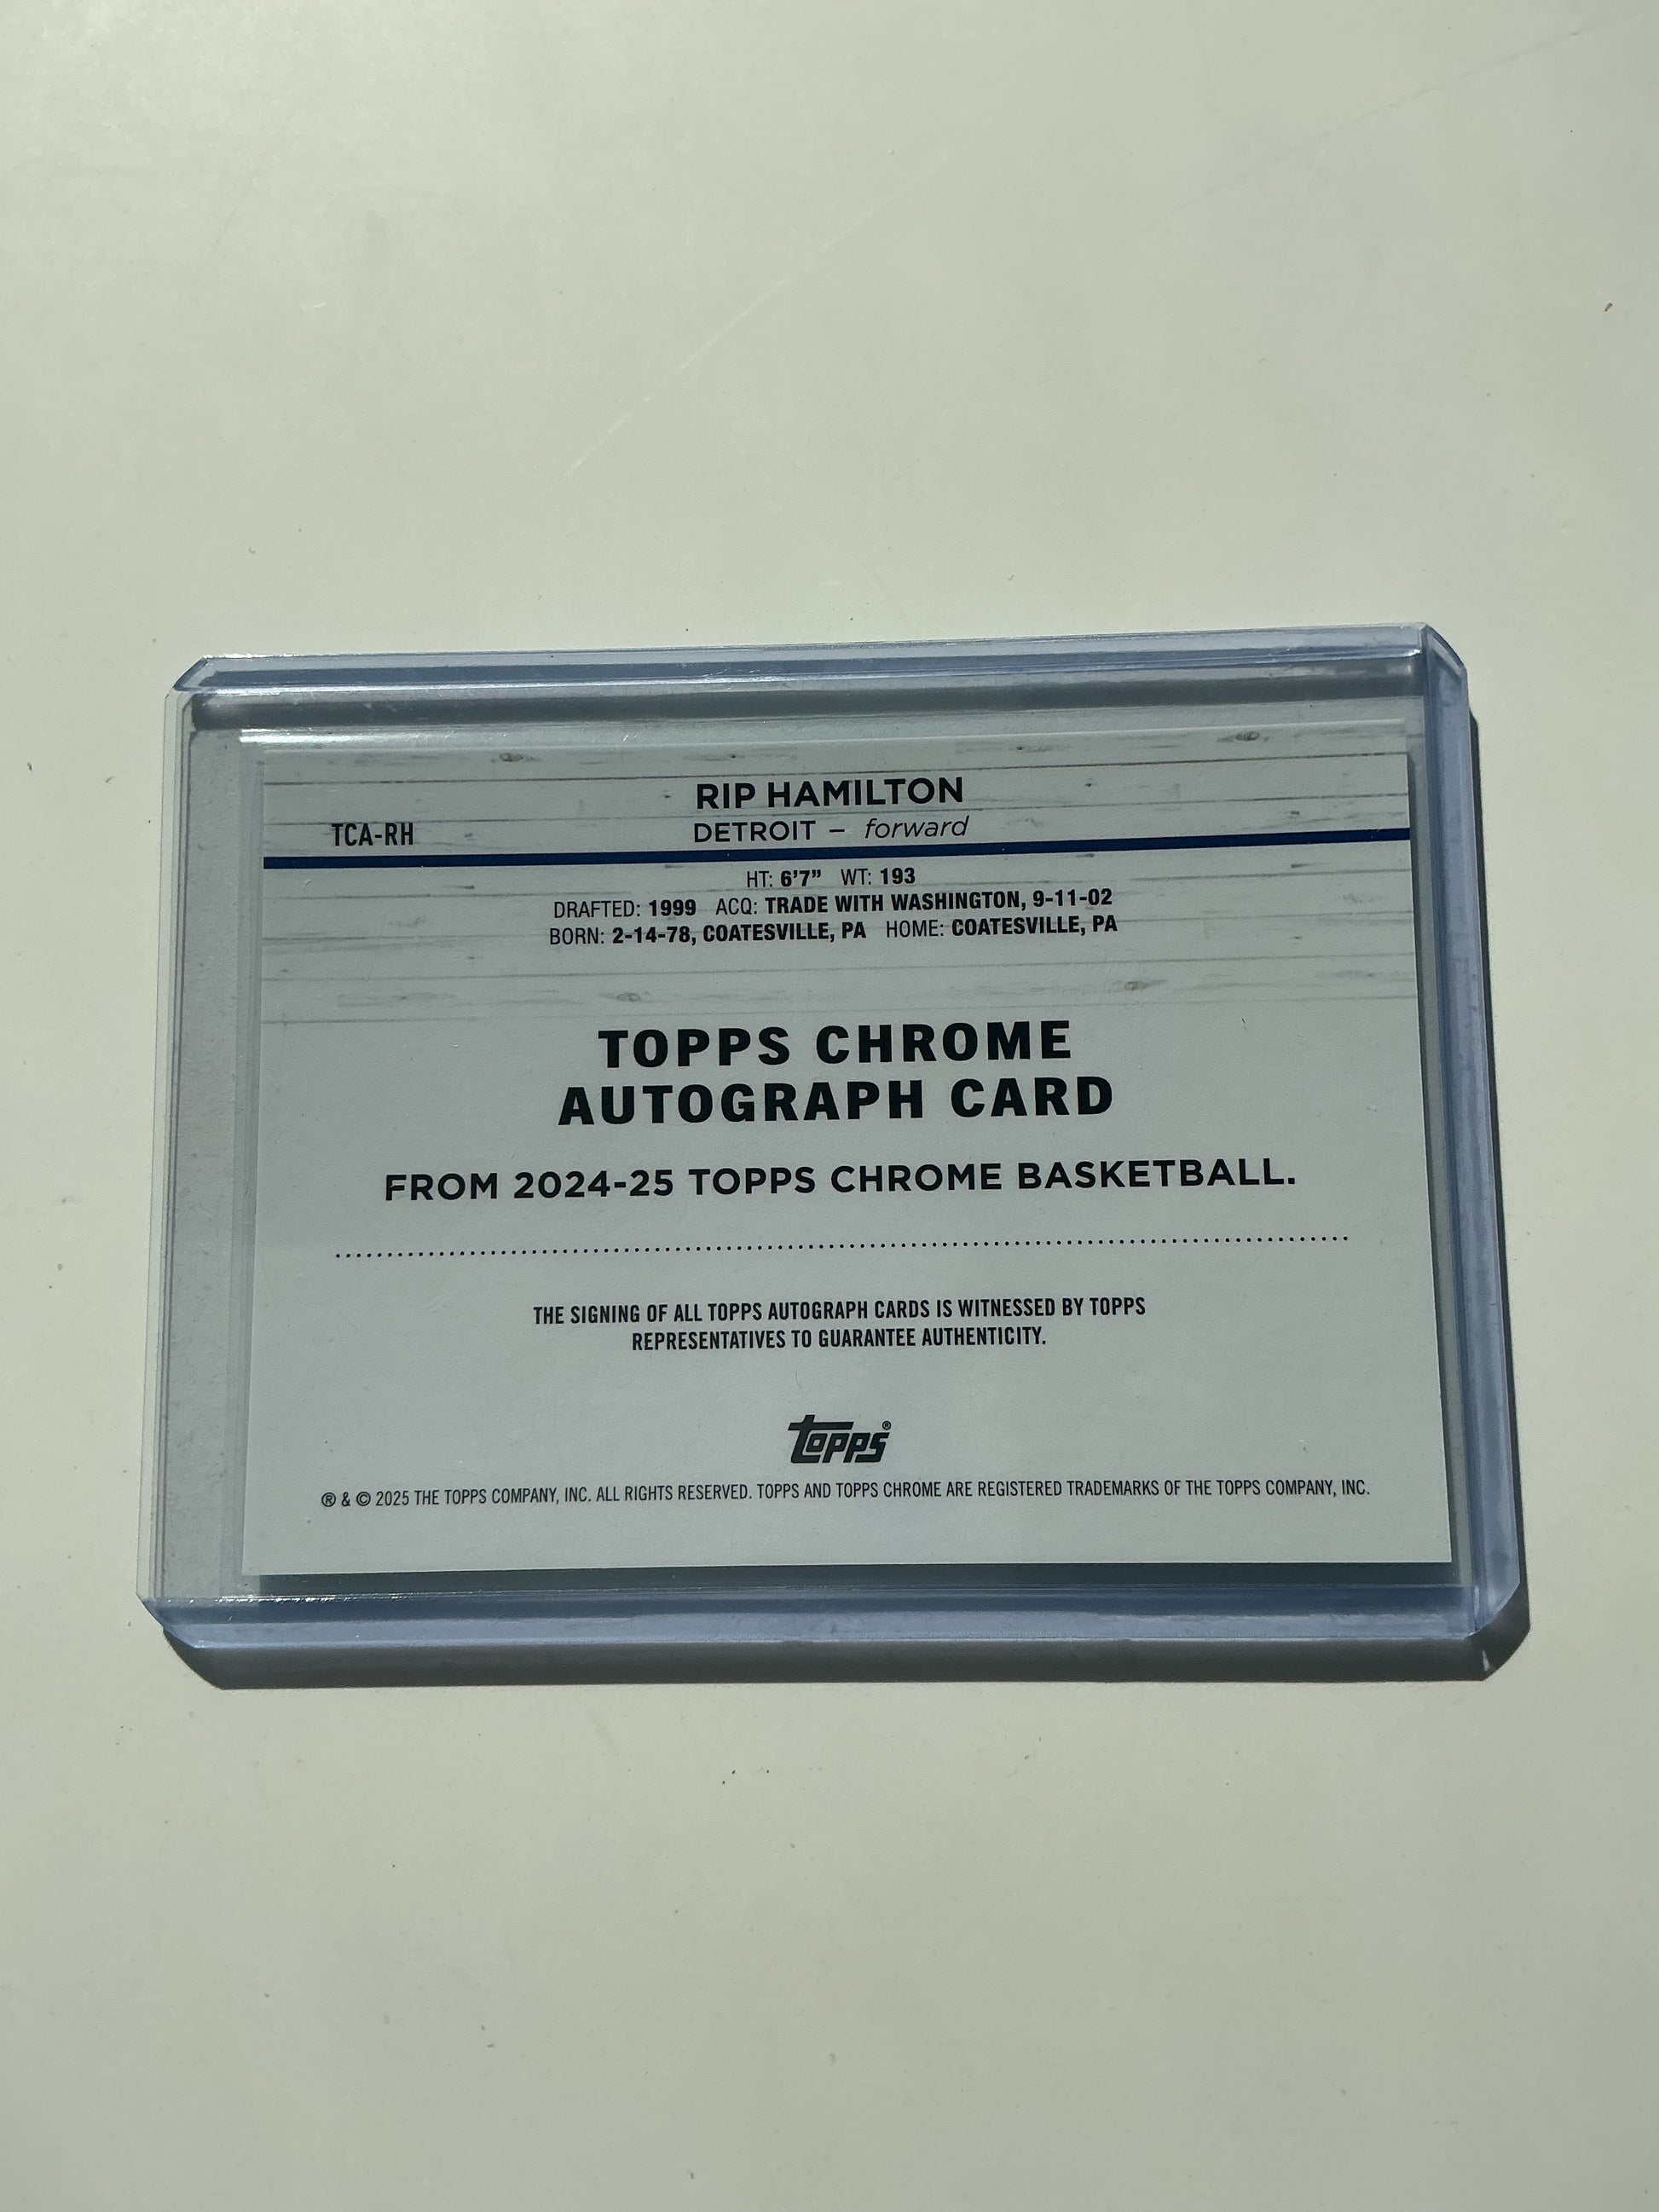 RIP HAMILTON
TCA-RH
DETROIT – forward
HT: 6'7" WT: 193
DRAFTED: 1999 ACQ: TRADE WITH WASHINGTON, 9-11-02
BORN: 2-14-78, COATESVILLE, PA HOME: COATESVILLE, PA
TOPPS CHROME
AUTOGRAPH CARD
FROM 2024-25 TOPPS CHROME BASKETBALL.
THE SIGNING OF ALL TOPPS AUTOGRAPH CARDS IS WITNESSED BY TOPPS
REPRESENTATIVES TO GUARANTEE AUTHENTICITY.
topps®
® & © 2025 THE TOPPS COMPANY, INC. ALL RIGHTS RESERVED. TOPPS AND TOPPS CHROME ARE REGISTERED TRADEMARKS OF THE TOPPS COMPANY, INC.